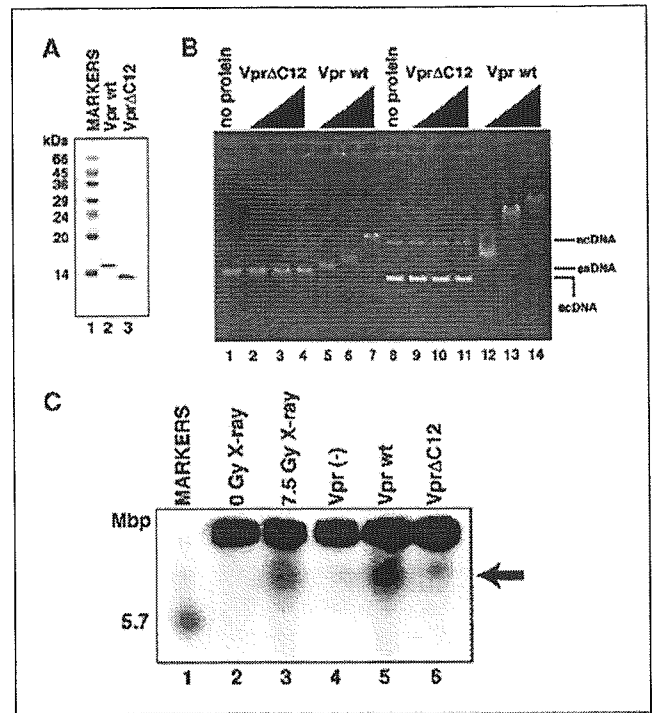 A
MARKERS
Vpr wt
VprΔC12
kDa
66
45
36
29
24
20
14
1 2 3
B
no protein
VprΔC12
Vpr wt
no protein
VprΔC12
Vpr wt
ncDNA
ssDNA
scDNA
1 2 3 4 5 6 7 8 9 10 11 12 13 14
C
MARKERS
0 Gy X-ray
7.5 Gy X-ray
Vpr (-)
Vpr wt
VprΔC12
Mbp
5.7
1 2 3 4 5 6